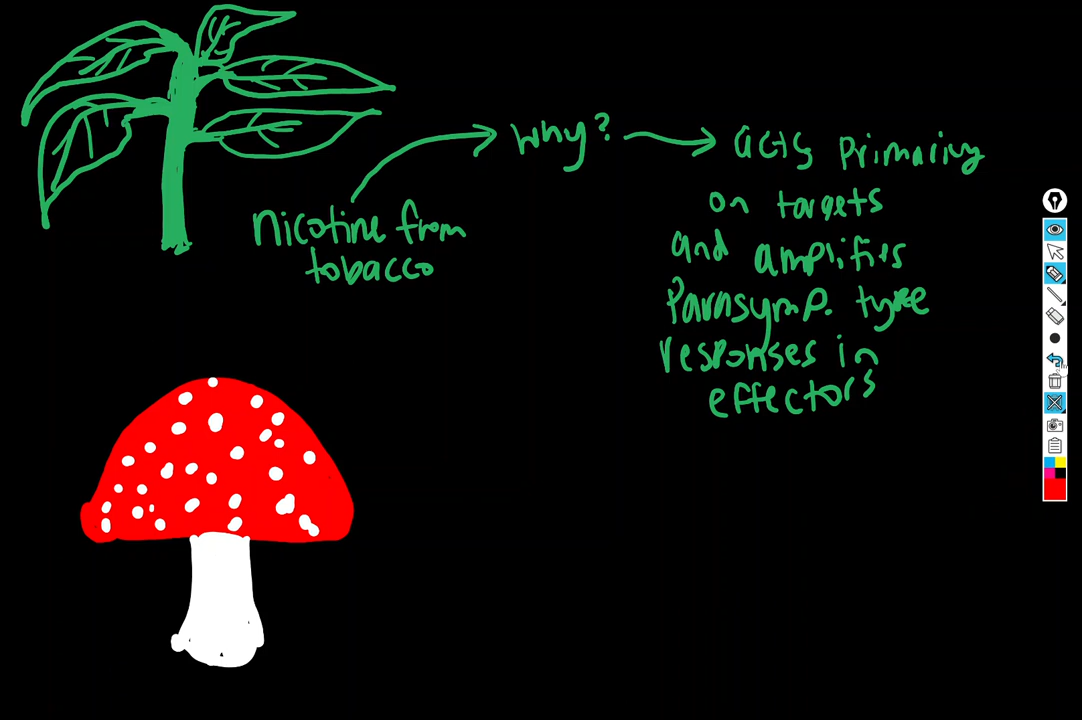 Why?
acts primarily
on targets
nicotine from
tobacco
and amplifies
Parasymp. type
responses in
effectors